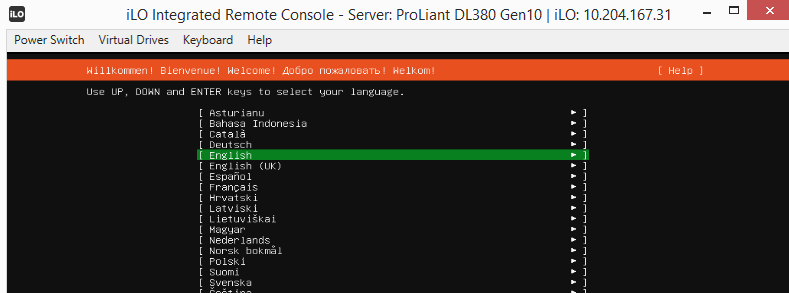 iLO iLO Integrated Remote Console - Server: ProLiant DL380 Gen10 | iLO: 10.204.167.31
Power Switch Virtual Drives Keyboard Help
Willkommen! Bienvenue! Welcome! Добро пожаловать! Welkom! [ Help ]
Use UP, DOWN and ENTER keys to select your language.
[ Asturianu ► ]
[ Bahasa Indonesia ► ]
[ Català ► ]
[ Deutsch ► ]
[ English ► ]
[ English (UK) ► ]
[ Español ► ]
[ Français ► ]
[ Hrvatski ► ]
[ Latviski ► ]
[ Lietuviškai ► ]
[ Magyar ► ]
[ Nederlands ► ]
[ Norsk bokmål ► ]
[ Polski ► ]
[ Suomi ► ]
[ Svenska ► ]
[ Čeština ► ]